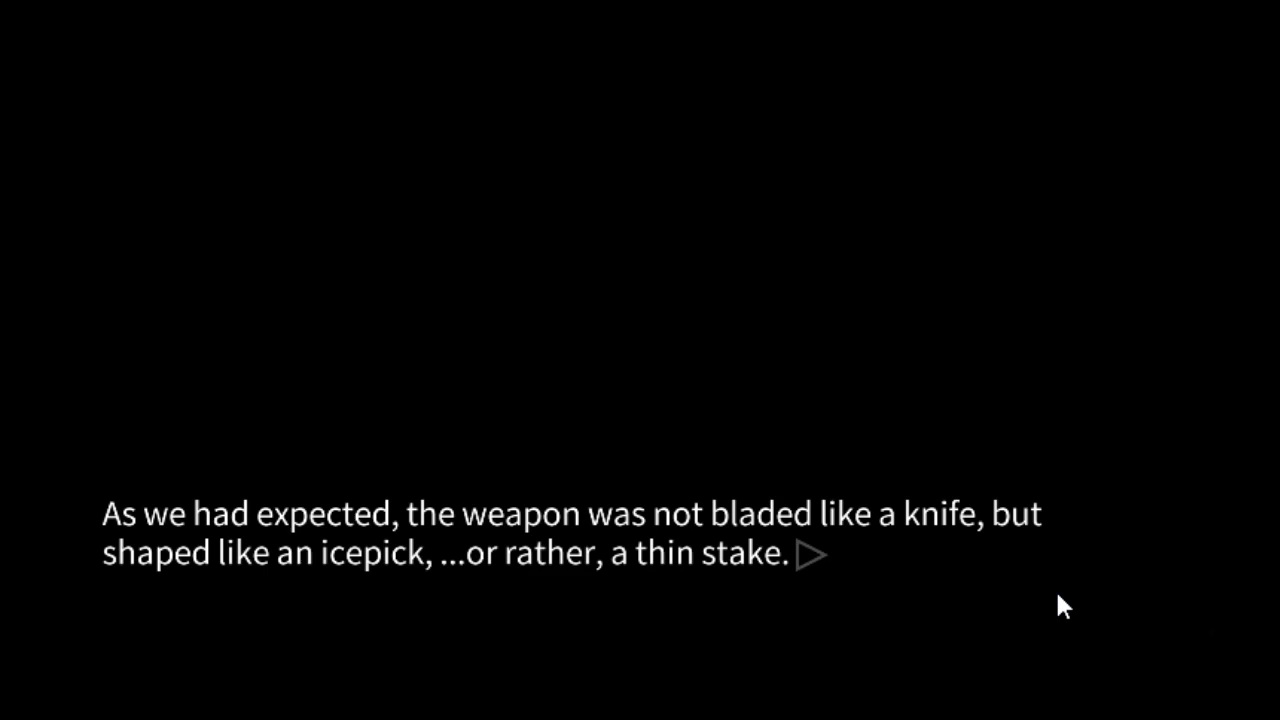 As we had expected, the weapon was not bladed like a knife, but
shaped like an icepick, ...or rather, a thin stake.